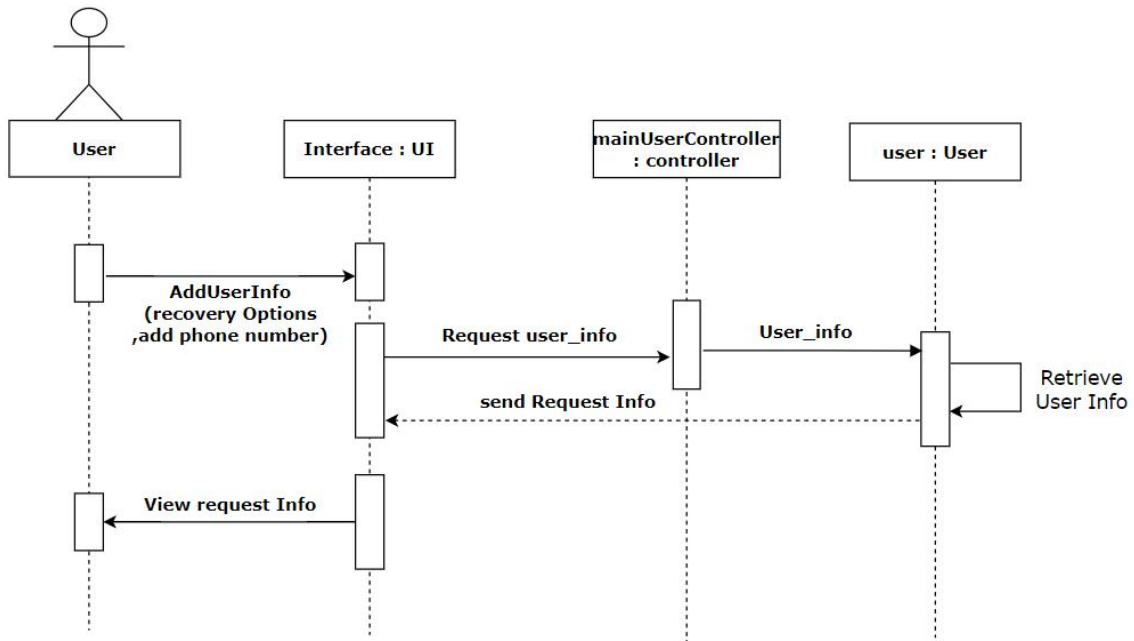 User
Interface : UI
mainUserController
: controller
user : User
AddUserInfo
(recovery Options
,add phone number)
Request user_info
User_info
Retrieve
User Info
send Request Info
View request Info